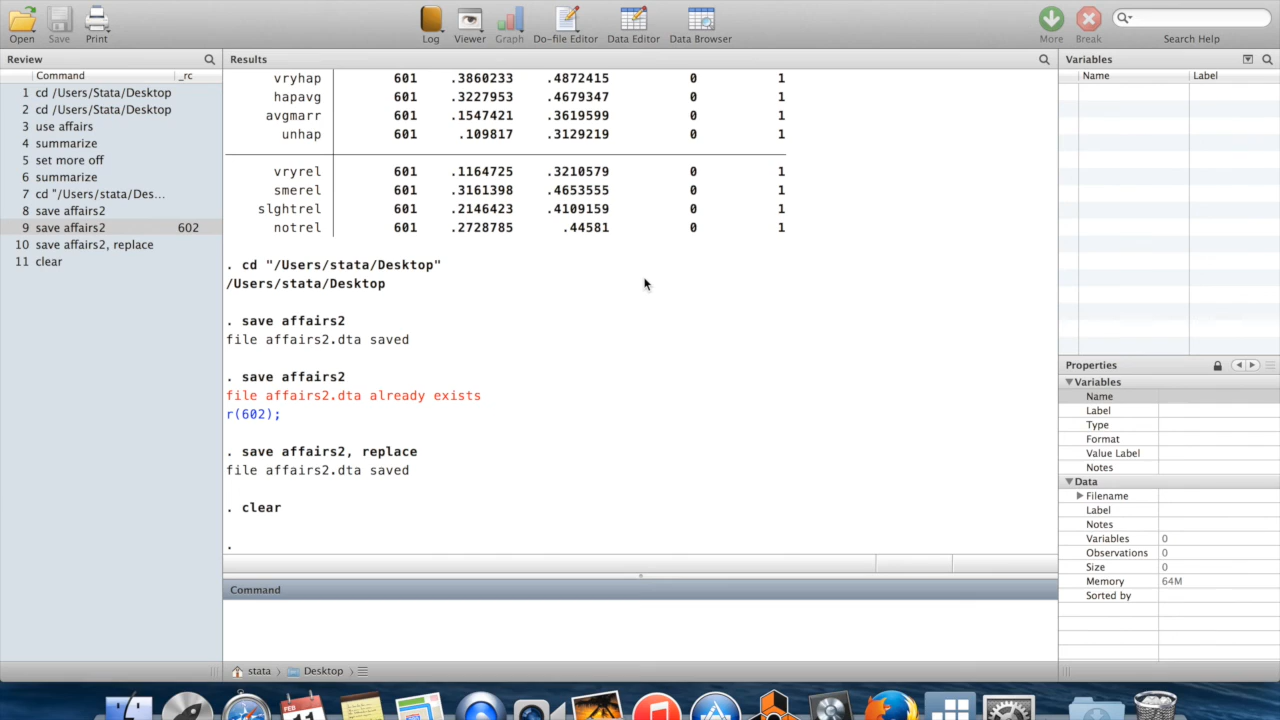 Open Save Print Log Viewer Graph Do-file Editor Data Editor Data Browser More Break Search Help
Review
Command _rc
1 cd /Users/Stata/Desktop
2 cd /Users/Stata/Desktop
3 use affairs
4 summarize
5 set more off
6 summarize
7 cd "/Users/stata/Des...
8 save affairs2
9 save affairs2 602
10 save affairs2, replace
11 clear
Results
vryhap 601 .3860233 .4872415 0 1
hapavg 601 .3227953 .4679347 0 1
avgmarr 601 .1547421 .3619599 0 1
unhap 601 .109817 .3129219 0 1
vryrel 601 .1164725 .3210579 0 1
smerel 601 .3161398 .4653555 0 1
slghtrel 601 .2146423 .4109159 0 1
notrel 601 .2728785 .44581 0 1
. cd "/Users/stata/Desktop"
/Users/stata/Desktop
. save affairs2
file affairs2.dta saved
. save affairs2
file affairs2.dta already exists
r(602);
. save affairs2, replace
file affairs2.dta saved
. clear
.
Command
stata Desktop
Variables
Name Label
Properties
Variables
Name
Label
Type
Format
Value Label
Notes
Data
Filename
Label
Notes
Variables 0
Observations 0
Size 0
Memory 64M
Sorted by
FEB